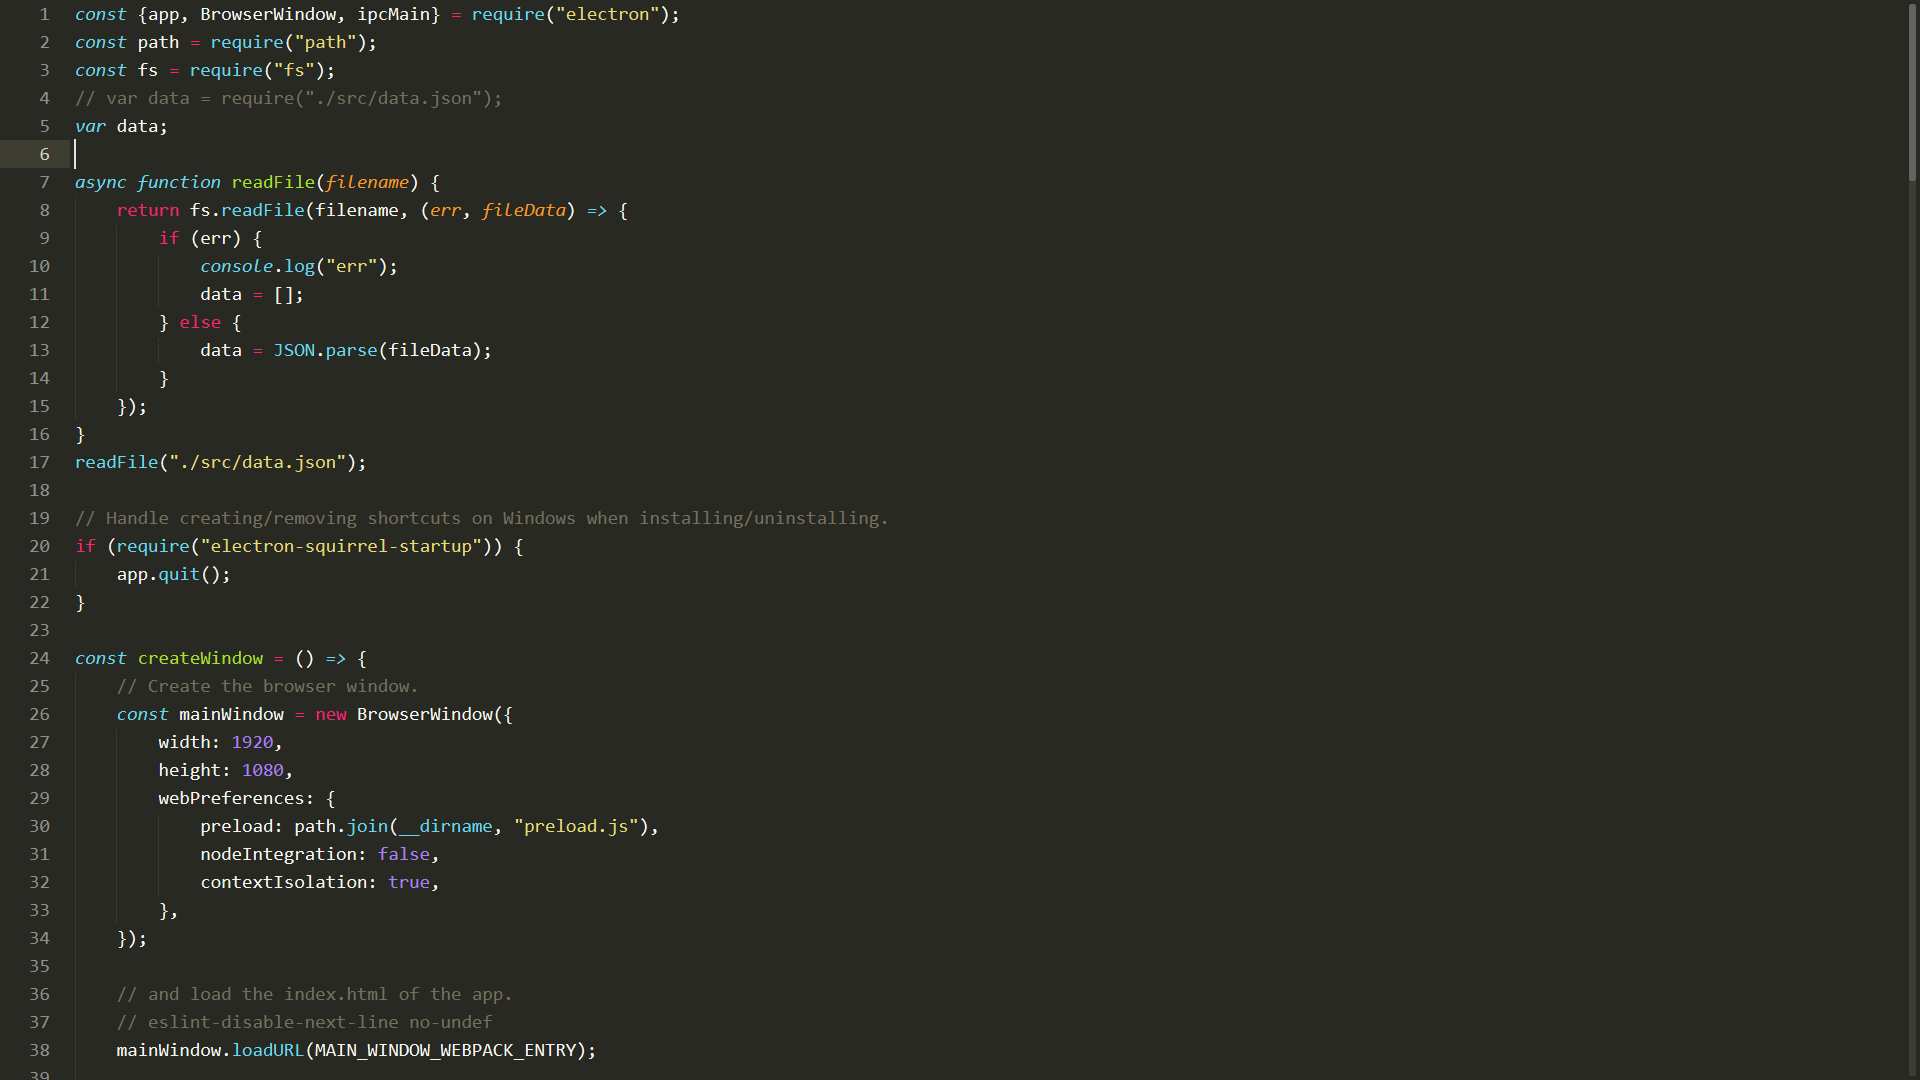 1 const {app, BrowserWindow, ipcMain} = require("electron");
2 const path = require("path");
3 const fs = require("fs");
4 // var data = require("./src/data.json");
5 var data;
6
7 async function readFile(filename) {
8     return fs.readFile(filename, (err, fileData) => {
9         if (err) {
10             console.log("err");
11             data = [];
12         } else {
13             data = JSON.parse(fileData);
14         }
15     });
16 }
17 readFile("./src/data.json");
18
19 // Handle creating/removing shortcuts on Windows when installing/uninstalling.
20 if (require("electron-squirrel-startup")) {
21     app.quit();
22 }
23
24 const createWindow = () => {
25     // Create the browser window.
26     const mainWindow = new BrowserWindow({
27         width: 1920,
28         height: 1080,
29         webPreferences: {
30             preload: path.join(__dirname, "preload.js"),
31             nodeIntegration: false,
32             contextIsolation: true,
33         },
34     });
35
36     // and load the index.html of the app.
37     // eslint-disable-next-line no-undef
38     mainWindow.loadURL(MAIN_WINDOW_WEBPACK_ENTRY);
39